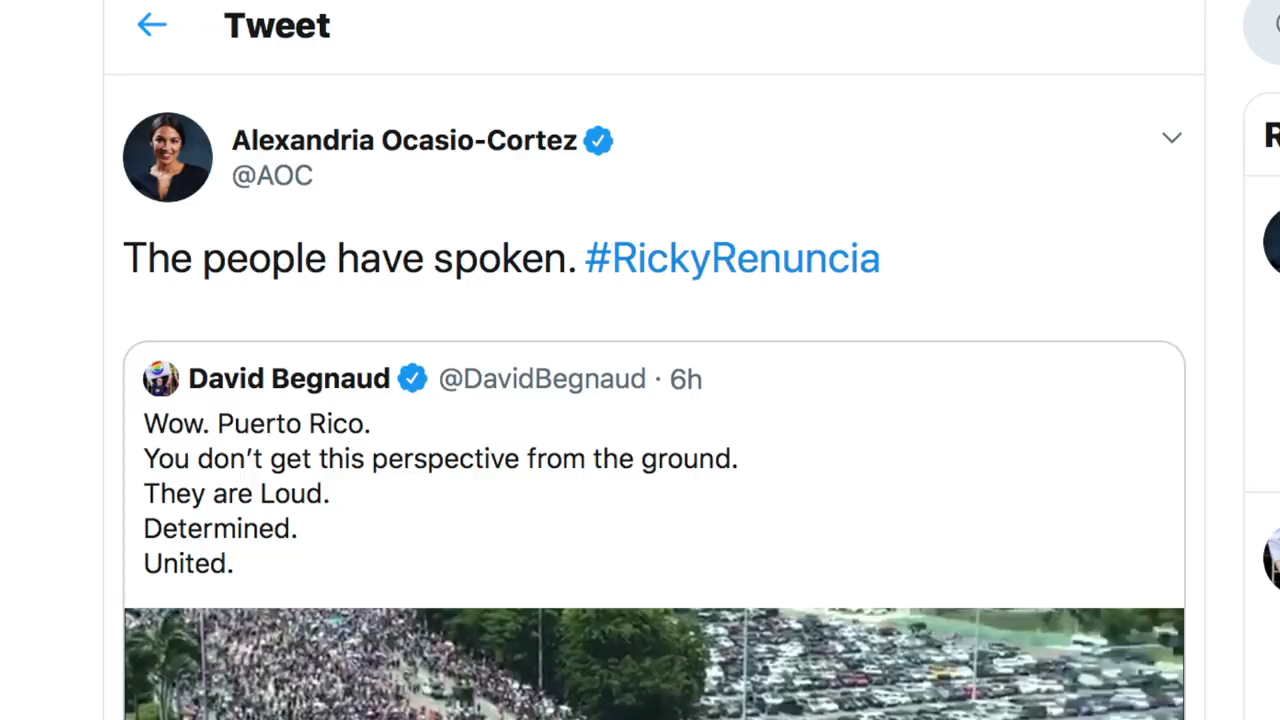 Tweet
Alexandria Ocasio-Cortez
@AOC
The people have spoken. #RickyRenuncia
David Begnaud @DavidBegnaud · 6h
Wow. Puerto Rico.
You don’t get this perspective from the ground.
They are Loud.
Determined.
United.